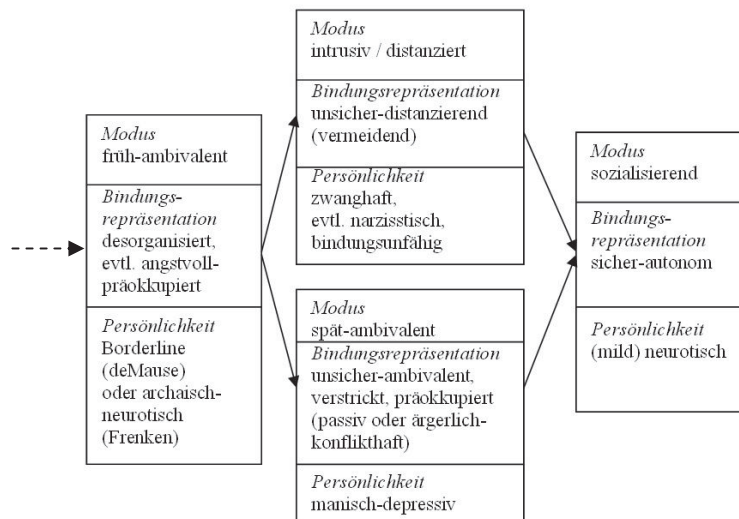 Modus
früh-ambivalent
Bindungs-
repräsentation
desorganisiert,
evtl. angstvoll-
präokkupiert
Persönlichkeit
Borderline
(deMause)
oder archaisch-
neurotisch
(Frenken)
Modus
intrusiv / distanziert
Bindungsrepräsentation
unsicher-distanzierend
(vermeidend)
Persönlichkeit
zwanghaft,
evtl. narzisstisch,
bindungsunfähig
Modus
spät-ambivalent
Bindungsrepräsentation
unsicher-ambivalent,
verstrickt, präokkupiert
(passiv oder ärgerlich-
konflikthaft)
Persönlichkeit
manisch-depressiv
Modus
sozialisierend
Bindungs-
repräsentation
sicher-autonom
Persönlichkeit
(mild) neurotisch